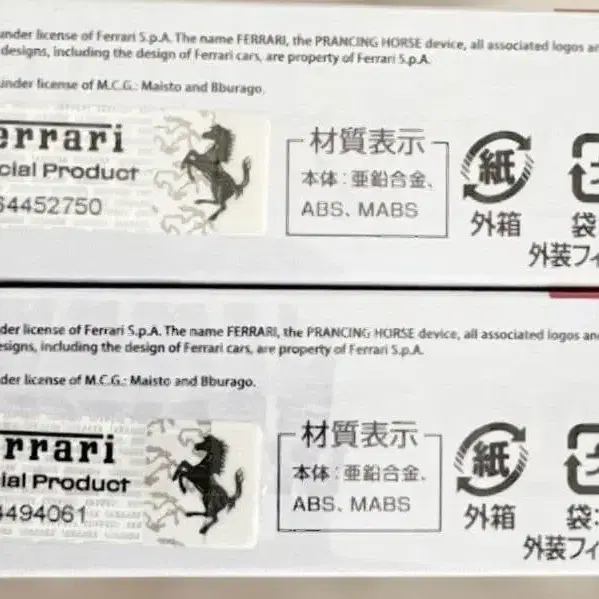 under license of Ferrari S.p.A. The name FERRARI, the PRANCING HORSE device, all associated logos an
designs, including the design of Ferrari cars, are property of Ferrari S.p.A.
under license of M.C.G.: Maisto and Bburago.
errari
cial Product
64452750
材質表示
本体:亜鉛合金、
ABS、MABS
紙
外箱
袋
外装フィ
der license of Ferrari S.p.A. The name FERRARI, the PRANCING HORSE device, all associated logos and
esigns, including the design of Ferrari cars, are property of Ferrari S.p.A.
der license of M.C.G.: Maisto and Bburago.
rrari
ial Product
4494061
材質表示
本体:亜鉛合金、
ABS、MABS
紙
外箱
袋:
外装フィ